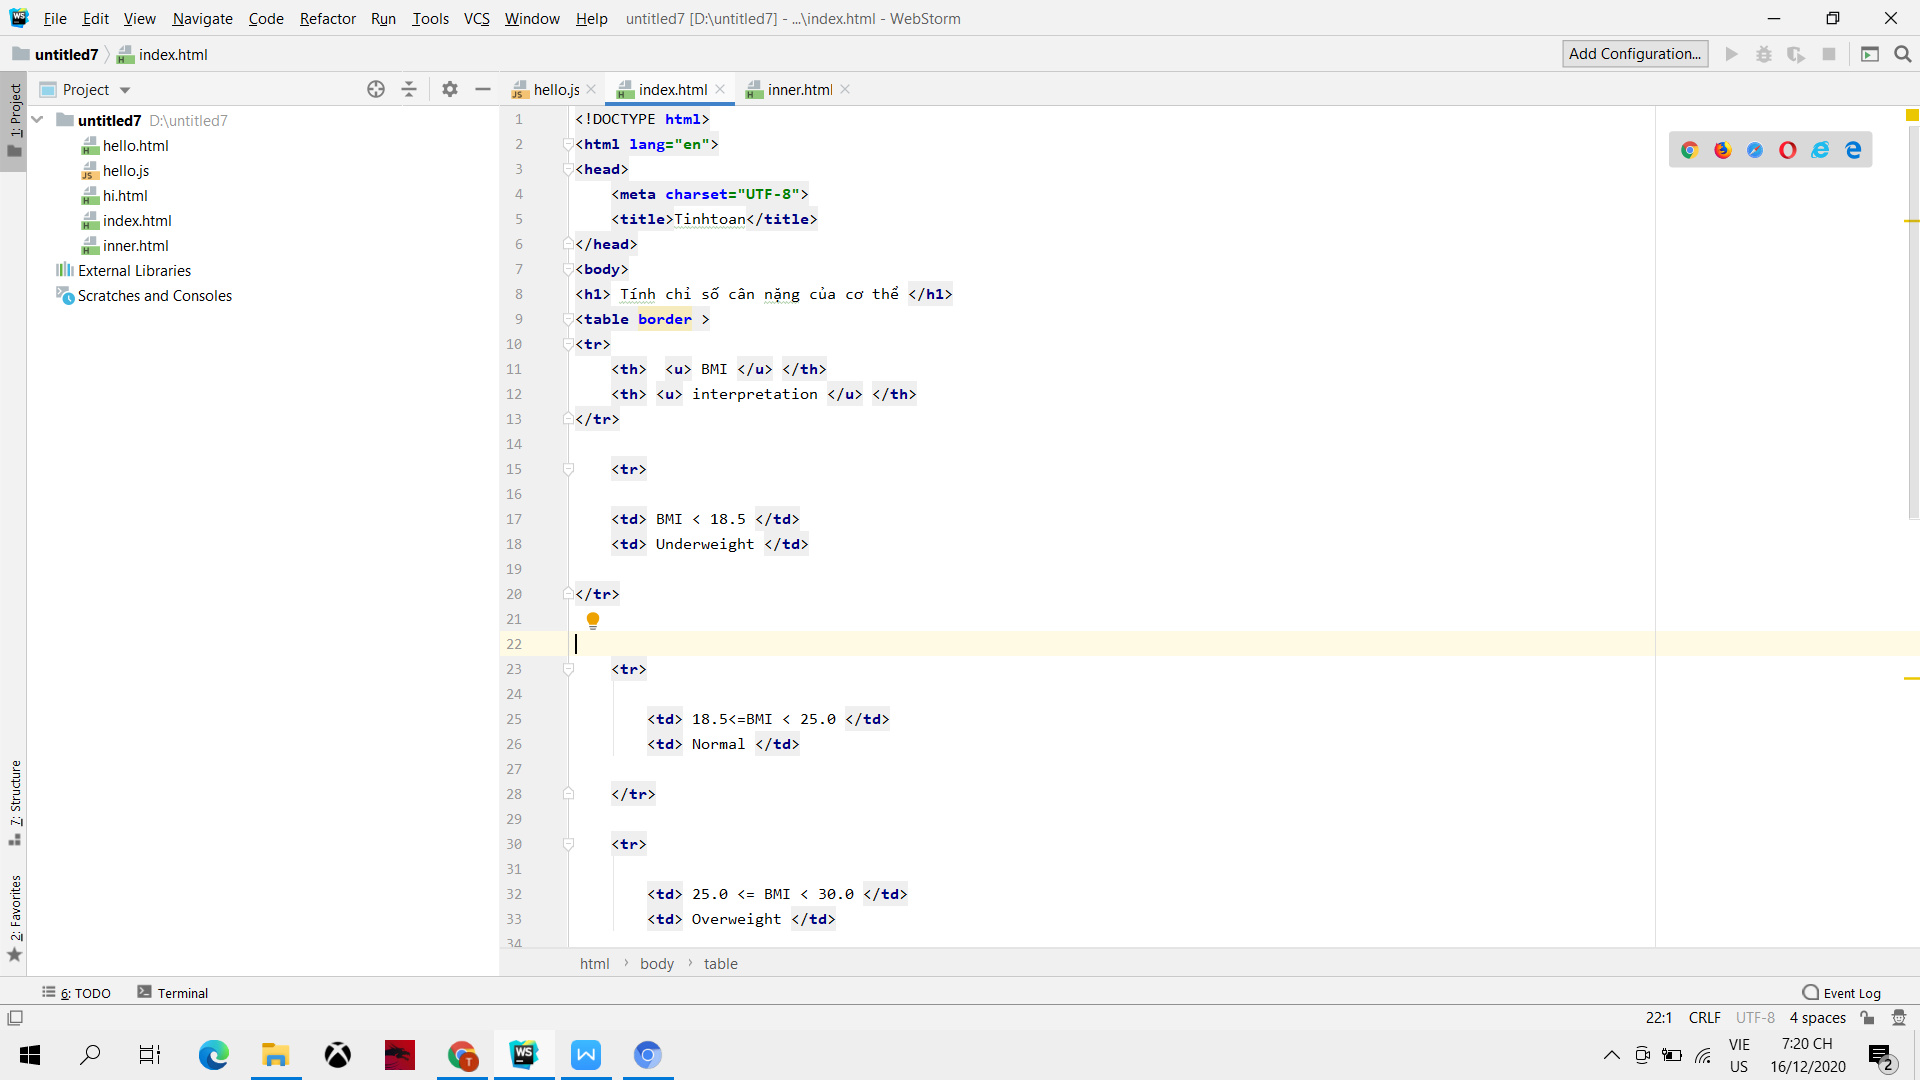 File Edit View Navigate Code Refactor Run Tools VCS Window Help untitled7 [D:\untitled7] - ...\index.html - WebStorm
untitled7 index.html Add Configuration...
Project hello.js index.html inner.html
1: Project
untitled7 D:\untitled7
hello.html
hello.js
hi.html
index.html
inner.html
External Libraries
Scratches and Consoles
7: Structure
2: Favorites
1 <!DOCTYPE html>
2 <html lang="en">
3 <head>
4 <meta charset="UTF-8">
5 <title>Tinhtoan</title>
6 </head>
7 <body>
8 <h1> Tính chỉ số cân nặng của cơ thể </h1>
9 <table border >
10 <tr>
11 <th>  <u> BMI </u> </th>
12 <th> <u> interpretation </u> </th>
13 </tr>
14
15 <tr>
16
17 <td> BMI < 18.5 </td>
18 <td> Underweight </td>
19
20 </tr>
21
22
23 <tr>
24
25 <td> 18.5<=BMI < 25.0 </td>
26 <td> Normal </td>
27
28 </tr>
29
30 <tr>
31
32 <td> 25.0 <= BMI < 30.0 </td>
33 <td> Overweight </td>
34
html › body › table
6: TODO Terminal Event Log
22:1 CRLF UTF-8 4 spaces
WS T W VIE 7:20 CH
US 16/12/2020 2